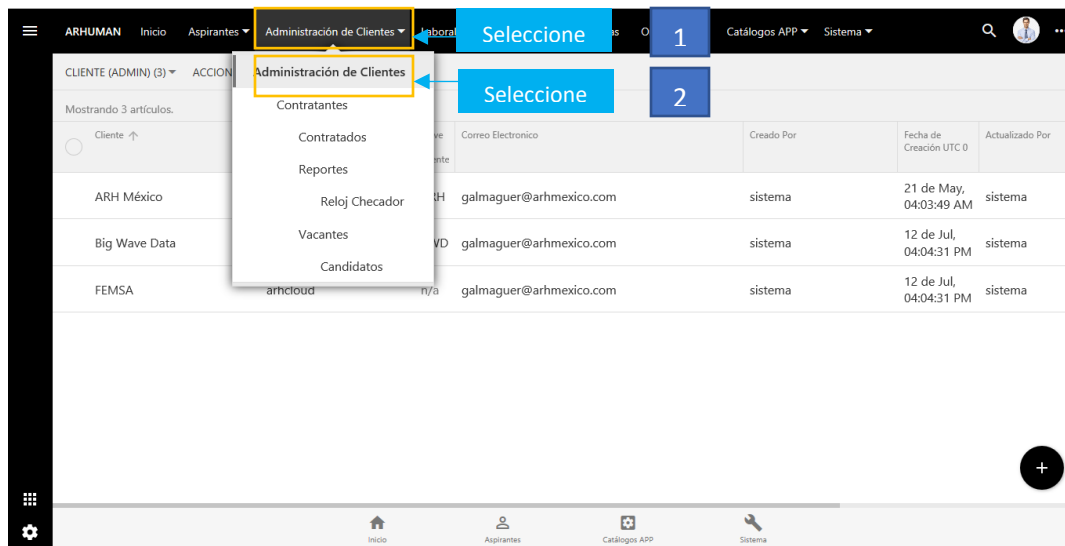 ARHUMAN Inicio Aspirantes Administración de Clientes Seleccione 1 Catálogos APP Sistema
CLIENTE (ADMIN) (3) Administración de Clientes Seleccione 2
Mostrando 3 artículos.
Contratantes
Contratados
Reportes
Reloj Checador
Vacantes
Candidatos
Cliente Correo Electronico Creado Por Fecha de Creación UTC 0 Actualizado Por
ARH México galmaguer@arhmexico.com sistema 21 de May, 04:03:49 AM sistema
Big Wave Data galmaguer@arhmexico.com sistema 12 de Jul, 04:04:31 PM sistema
FEMSA arhcloud n/a galmaguer@arhmexico.com sistema 12 de Jul, 04:04:31 PM sistema
Inicio Aspirantes Catálogos APP Sistema